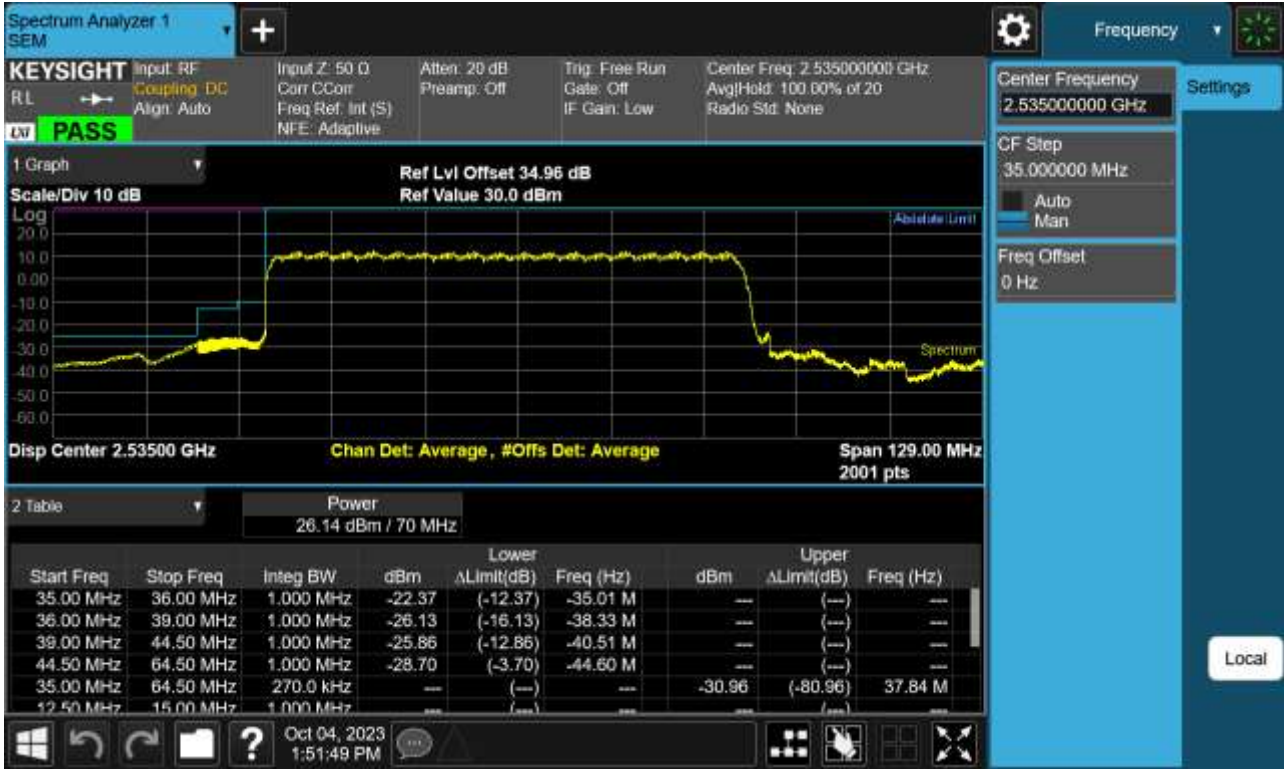 Spectrum Analyzer 1
SEM
+
Frequency
KEYSIGHT
RL
LXI
PASS
Input: RF
Coupling: DC
Align: Auto
Input Z: 50 Ω
Corr CCorr
Freq Ref: Int (S)
NFE: Adaptive
Atten: 20 dB
Preamp: Off
Trig: Free Run
Gate: Off
IF Gain: Low
Center Freq: 2.535000000 GHz
Avg|Hold: 100.00% of 20
Radio Std: None
Center Frequency
2.535000000 GHz
Settings
CF Step
35.000000 MHz
Auto
Man
Freq Offset
0 Hz
Local
1 Graph
Scale/Div 10 dB
Ref Lvl Offset 34.96 dB
Ref Value 30.0 dBm
Log
Absolute Limit
20.0
10.0
0.00
-10.0
-20.0
-30.0
-40.0
-50.0
-60.0
Spectrum
Disp Center 2.53500 GHz
Chan Det: Average, #Offs Det: Average
Span 129.00 MHz
2001 pts
2 Table
Power
26.14 dBm / 70 MHz
Lower Upper
Start Freq Stop Freq Integ BW dBm ΔLimit(dB) Freq (Hz) dBm ΔLimit(dB) Freq (Hz)
35.00 MHz 36.00 MHz 1.000 MHz -22.37 (-12.37) -35.01 M --- (---) ---
36.00 MHz 39.00 MHz 1.000 MHz -26.13 (-16.13) -38.33 M --- (---) ---
39.00 MHz 44.50 MHz 1.000 MHz -25.86 (-12.86) -40.51 M --- (---) ---
44.50 MHz 64.50 MHz 1.000 MHz -28.70 (-3.70) -44.60 M --- (---) ---
35.00 MHz 64.50 MHz 270.0 kHz --- (---) --- -30.96 (-80.96) 37.84 M
12.50 MHz 15.00 MHz 1.000 MHz --- (---) --- --- (---) ---
?
Oct 04, 2023
1:51:49 PM